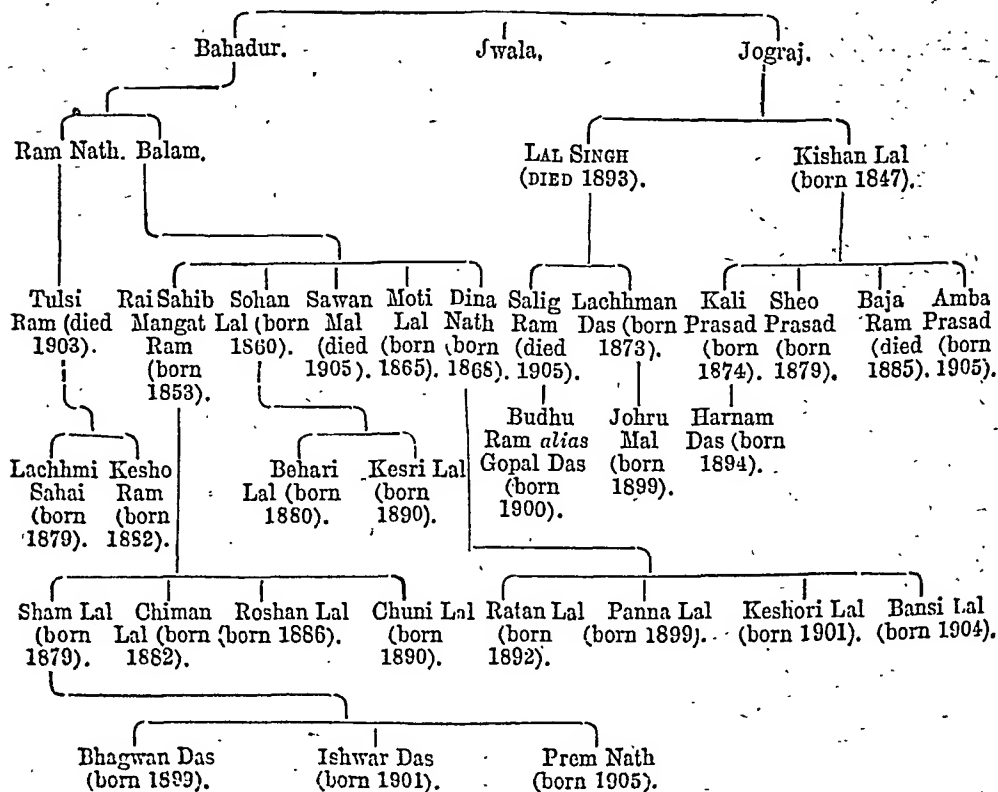 Bahadur. Jwala, Jograj.
Ram Nath. Balam.
LAL SINGH
(DIED 1893).
Kishan Lal
(born 1847).
Tulsi
Ram (died
1903).
Rai Sahib
Mangat
Ram
(born
1853).
Sohan
Lal (born
1860).
Sawan
Mal
(died
1905).
Moti
Lal
(born
1865).
Dina
Nath
(born
1868).
Salig
Ram
(died
1905).
Lachhman
Das (born
1873).
Kali
Prasad
(born
1874).
Sheo
Prasad
(born
1879).
Baja
Ram
(died
1885).
Amba
Prasad
(born
1905).
Lachhmi
Sahai
(born
1879).
Kesho
Ram
(born
1882).
Behari
Lal (born
1880).
Kesri Lal
(born
1890).
Budhu
Ram alias
Gopal Das
(born
1900).
Johru
Mal
(born
1899).
Harnam
Das (born
1894).
Sham Lal
(born
1879).
Chiman
Lal (born
1882).
Roshan Lal
(born 1886).
Chuni Lal
(born
1890).
Ratan Lal
(born
1892).
Panna Lal
(born 1899).
Keshori Lal
(born 1901).
Bansi Lal
(born 1904).
Bhagwan Das
(born 1899).
Ishwar Das
(born 1901).
Prem Nath
(born 1905).